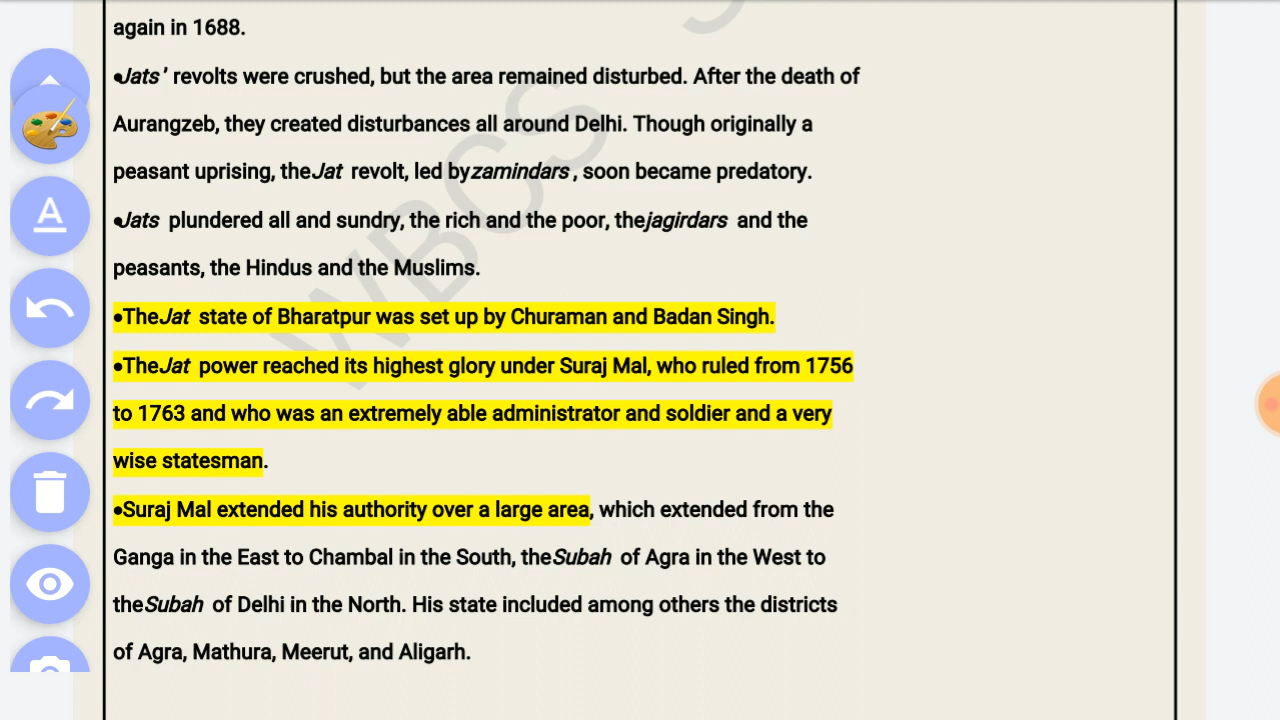 again in 1688.
•Jats’ revolts were crushed, but the area remained disturbed. After the death of
Aurangzeb, they created disturbances all around Delhi. Though originally a
peasant uprising, theJat revolt, led byzamindars, soon became predatory.
•Jats plundered all and sundry, the rich and the poor, thejagirdars and the
peasants, the Hindus and the Muslims.
•TheJat state of Bharatpur was set up by Churaman and Badan Singh.
•TheJat power reached its highest glory under Suraj Mal, who ruled from 1756
to 1763 and who was an extremely able administrator and soldier and a very
wise statesman.
•Suraj Mal extended his authority over a large area, which extended from the
Ganga in the East to Chambal in the South, theSubah of Agra in the West to
theSubah of Delhi in the North. His state included among others the districts
of Agra, Mathura, Meerut, and Aligarh.
WBCS
A